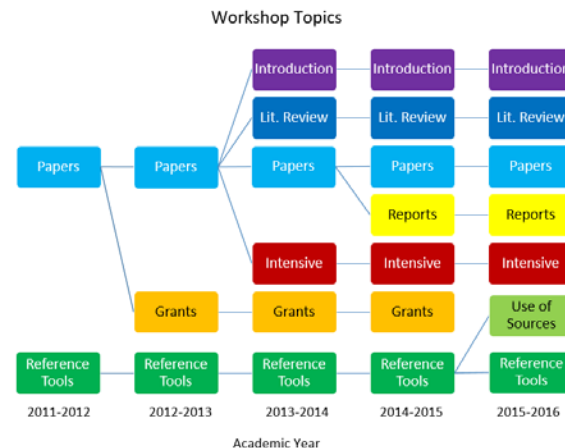 Workshop Topics
Introduction Introduction Introduction
Lit. Review Lit. Review Lit. Review
Papers Papers Papers Papers Papers
Reports Reports
Intensive Intensive Intensive
Grants Grants Grants
Use of
Sources
Reference Reference Reference Reference Reference
Tools Tools Tools Tools Tools
2011-2012 2012-2013 2013-2014 2014-2015 2015-2016
Academic Year